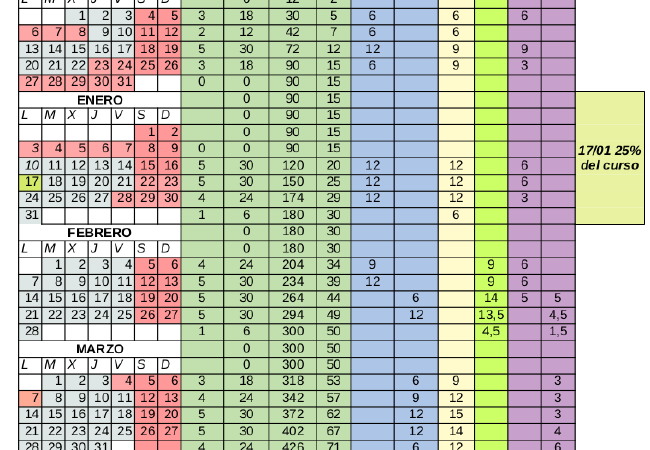 L M X J V S D 0 12 2
1 2 3 4 5 3 18 30 5 6 6 6
6 7 8 9 10 11 12 2 12 42 7 6 6
13 14 15 16 17 18 19 5 30 72 12 12 9 9
20 21 22 23 24 25 26 3 18 90 15 6 9 3
27 28 29 30 31 0 0 90 15
ENERO 0 90 15
L M X J V S D 0 90 15
1 2 0 90 15
3 4 5 6 7 8 9 0 0 90 15
17/01 25%
del curso
10 11 12 13 14 15 16 5 30 120 20 12 12 6
17 18 19 20 21 22 23 5 30 150 25 12 12 6
24 25 26 27 28 29 30 4 24 174 29 12 12 3
31 1 6 180 30 6
FEBRERO 0 180 30
L M X J V S D 0 180 30
1 2 3 4 5 6 4 24 204 34 9 9 6
7 8 9 10 11 12 13 5 30 234 39 12 9 6
14 15 16 17 18 19 20 5 30 264 44 6 14 5 5
21 22 23 24 25 26 27 5 30 294 49 12 13,5 4,5
28 1 6 300 50 4,5 1,5
MARZO 0 300 50
L M X J V S D 0 300 50
1 2 3 4 5 6 3 18 318 53 6 9 3
7 8 9 10 11 12 13 4 24 342 57 9 12 3
14 15 16 17 18 19 20 5 30 372 62 12 15 3
21 22 23 24 25 26 27 5 30 402 67 12 14 4
28 29 30 31 4 24 426 71 6 12 6